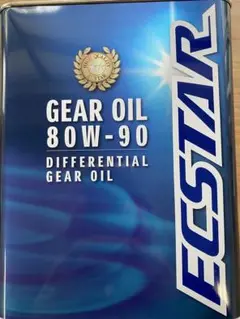 GEAR OIL
80W-90
DIFFERENTIAL
GEAR OIL
ECSTAR